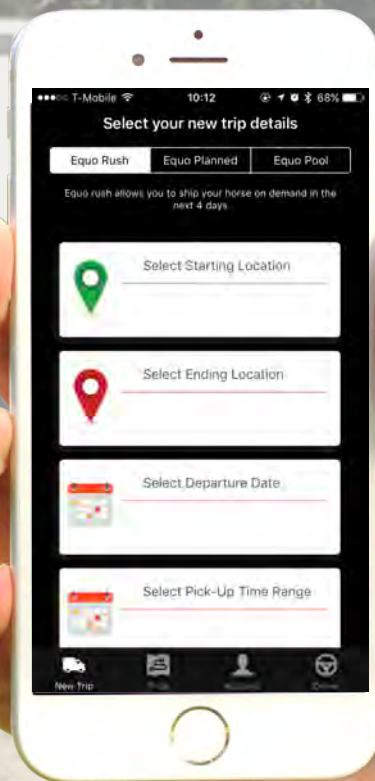 T-Mobile 10:12 68%
Select your new trip details
Equo Rush Equo Planned Equo Pool
Equo rush allows you to ship your horse on demand in the
next 4 days
Select Starting Location
Select Ending Location
Select Departure Date
Select Pick-Up Time Range
New Trip